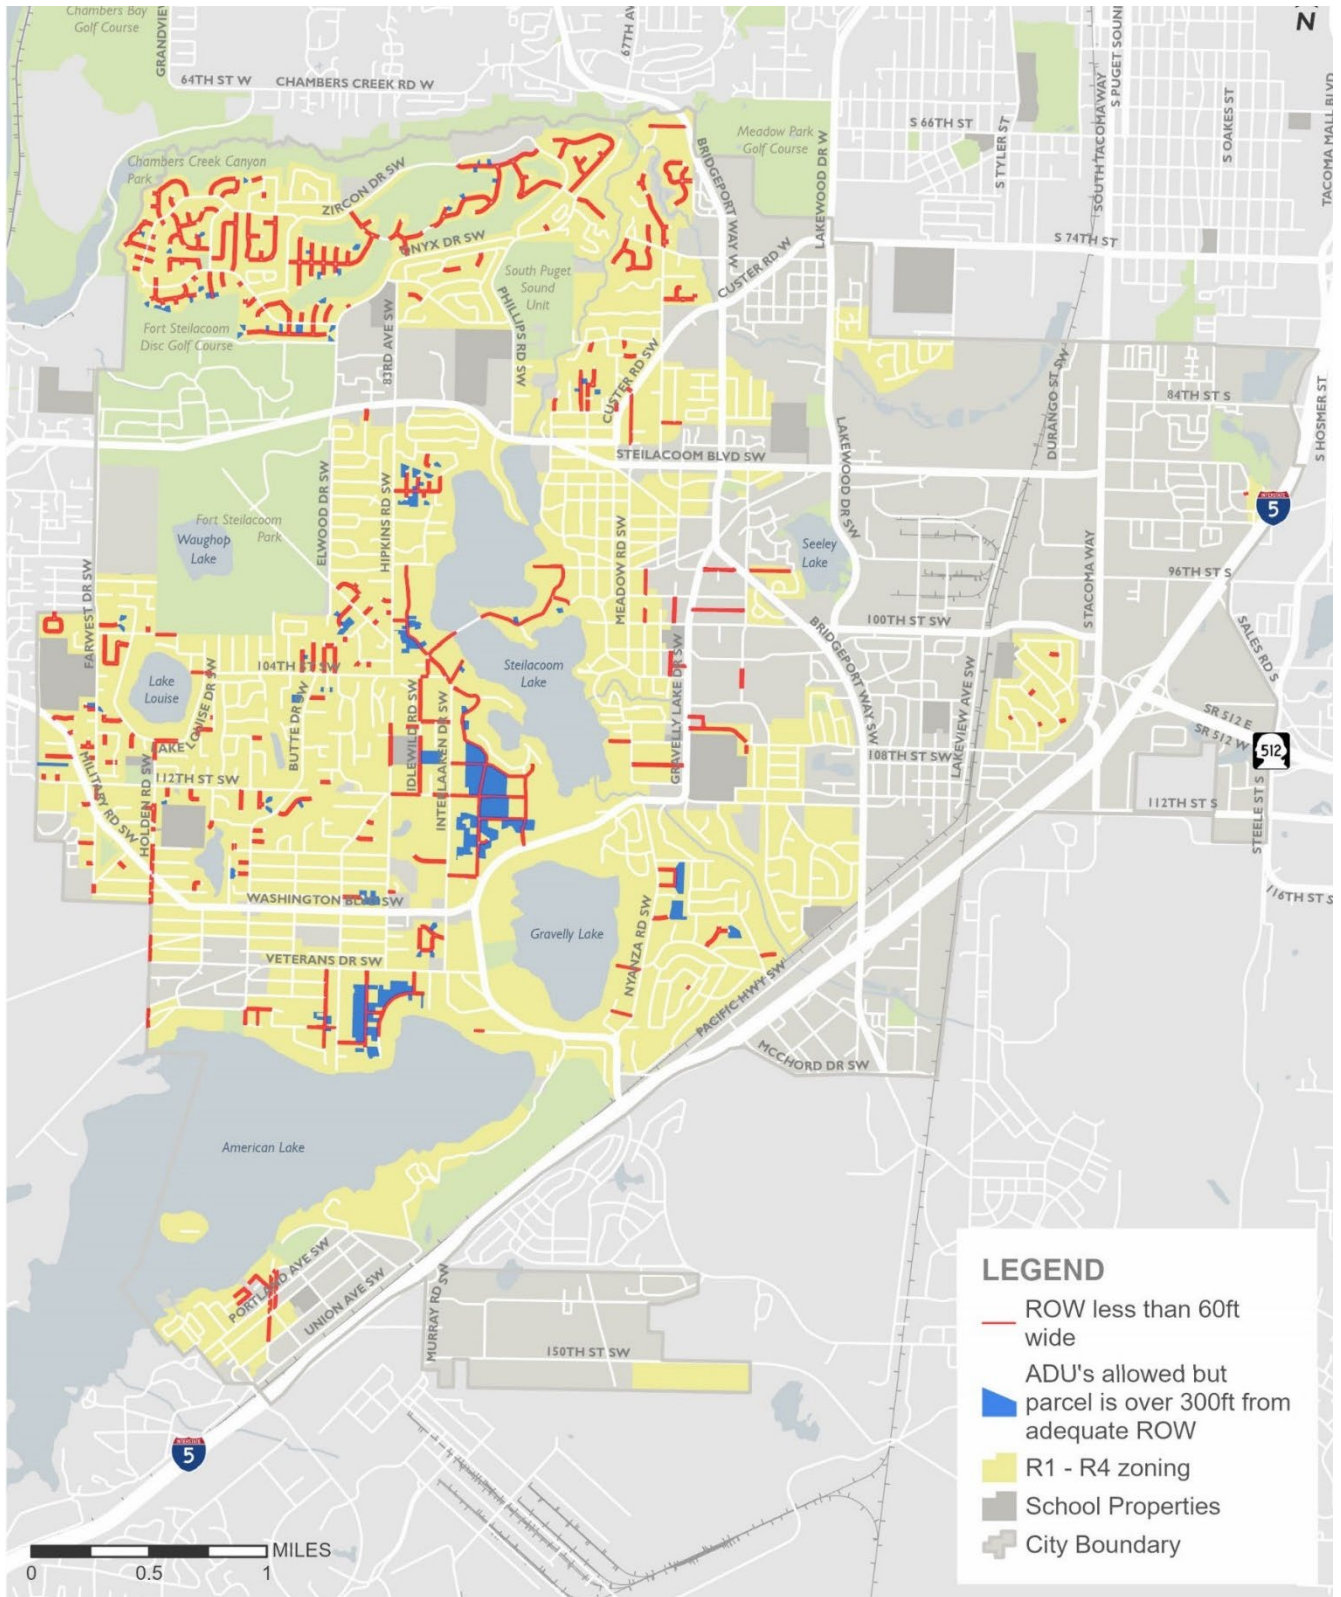 Chambers Bay
Golf Course
GRANDVIEW
67TH AV
N
64TH ST W
CHAMBERS CREEK RD W
S PUGET SOUN
TACOMA MALL BLVD
S OAKES ST
S 66TH ST
S TYLER ST
SOUTH TACOMA WAY
Meadow Park
Golf Course
LAKEWOOD DR W
BRIDGEPORT WAY W
Chambers Creek Canyon
Park
ZIRCON DR SW
ONYX DR SW
S 74TH ST
CUSTER RD W
South Puget
Sound
Unit
PHILLIPS RD SW
Fort Steilacoom
Disc Golf Course
83RD AVE SW
CUSTER RD SW
DURANGO ST SW
84TH ST S
S HOSMER ST
STEILACOOM BLVD SW
LAKEWOOD DR SW
ELWOOD DR SW
HIPKINS RD SW
Fort Steilacoom
Park
Waughop
Lake
INTERSTATE
5
Seeley
Lake
MEADOW RD SW
S TACOMA WAY
96TH ST S
FARWEST DR SW
100TH ST SW
BRIDGEPORT WAY SW
SALES RD S
104TH ST SW
Steilacoom
Lake
Lake
Louise
LAKE LOUISE DR SW
BUTTE DR SW
IDLEWILD RD SW
INTERLAAKEN DR SW
GRAVELLY LAKE DR SW
LAKEVIEW AVE SW
SR 512 E
SR 512 W
512
108TH ST SW
MILITARY RD SW
HOLDEN RD SW
112TH ST SW
112TH ST S
STEELE ST S
116TH ST S
WASHINGTON BLVD SW
Gravelly Lake
NYANZA RD SW
VETERANS DR SW
PACIFIC HWY SW
MCCHORD DR SW
American Lake
PORTLAND AVE SW
UNION AVE SW
MURRAY RD SW
150TH ST SW
INTERSTATE
5
LEGEND
ROW less than 60ft
wide
ADU's allowed but
parcel is over 300ft from
adequate ROW
R1 - R4 zoning
School Properties
City Boundary
MILES
0
0.5
1